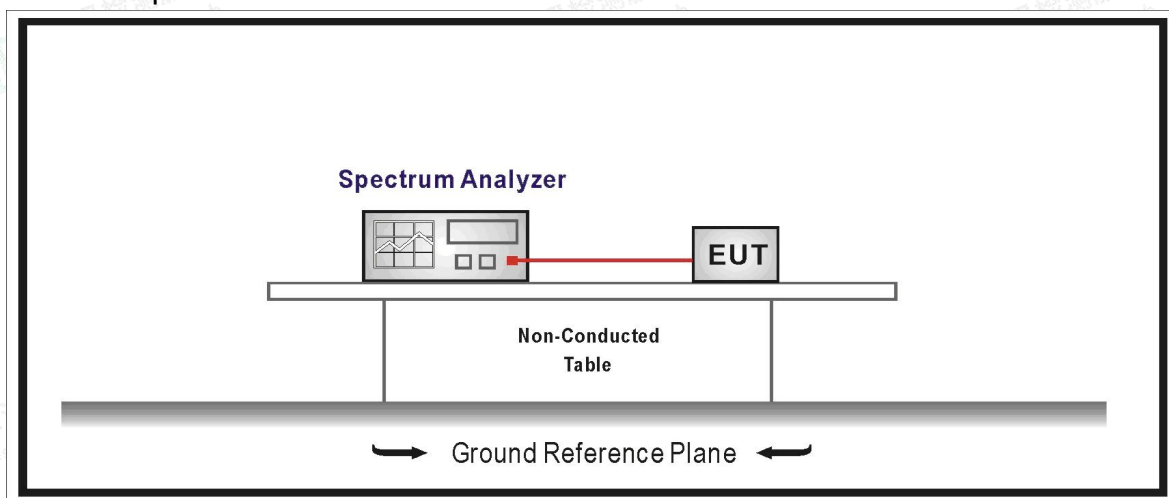 Spectrum Analyzer
EUT
Non-Conducted
Table
Ground Reference Plane